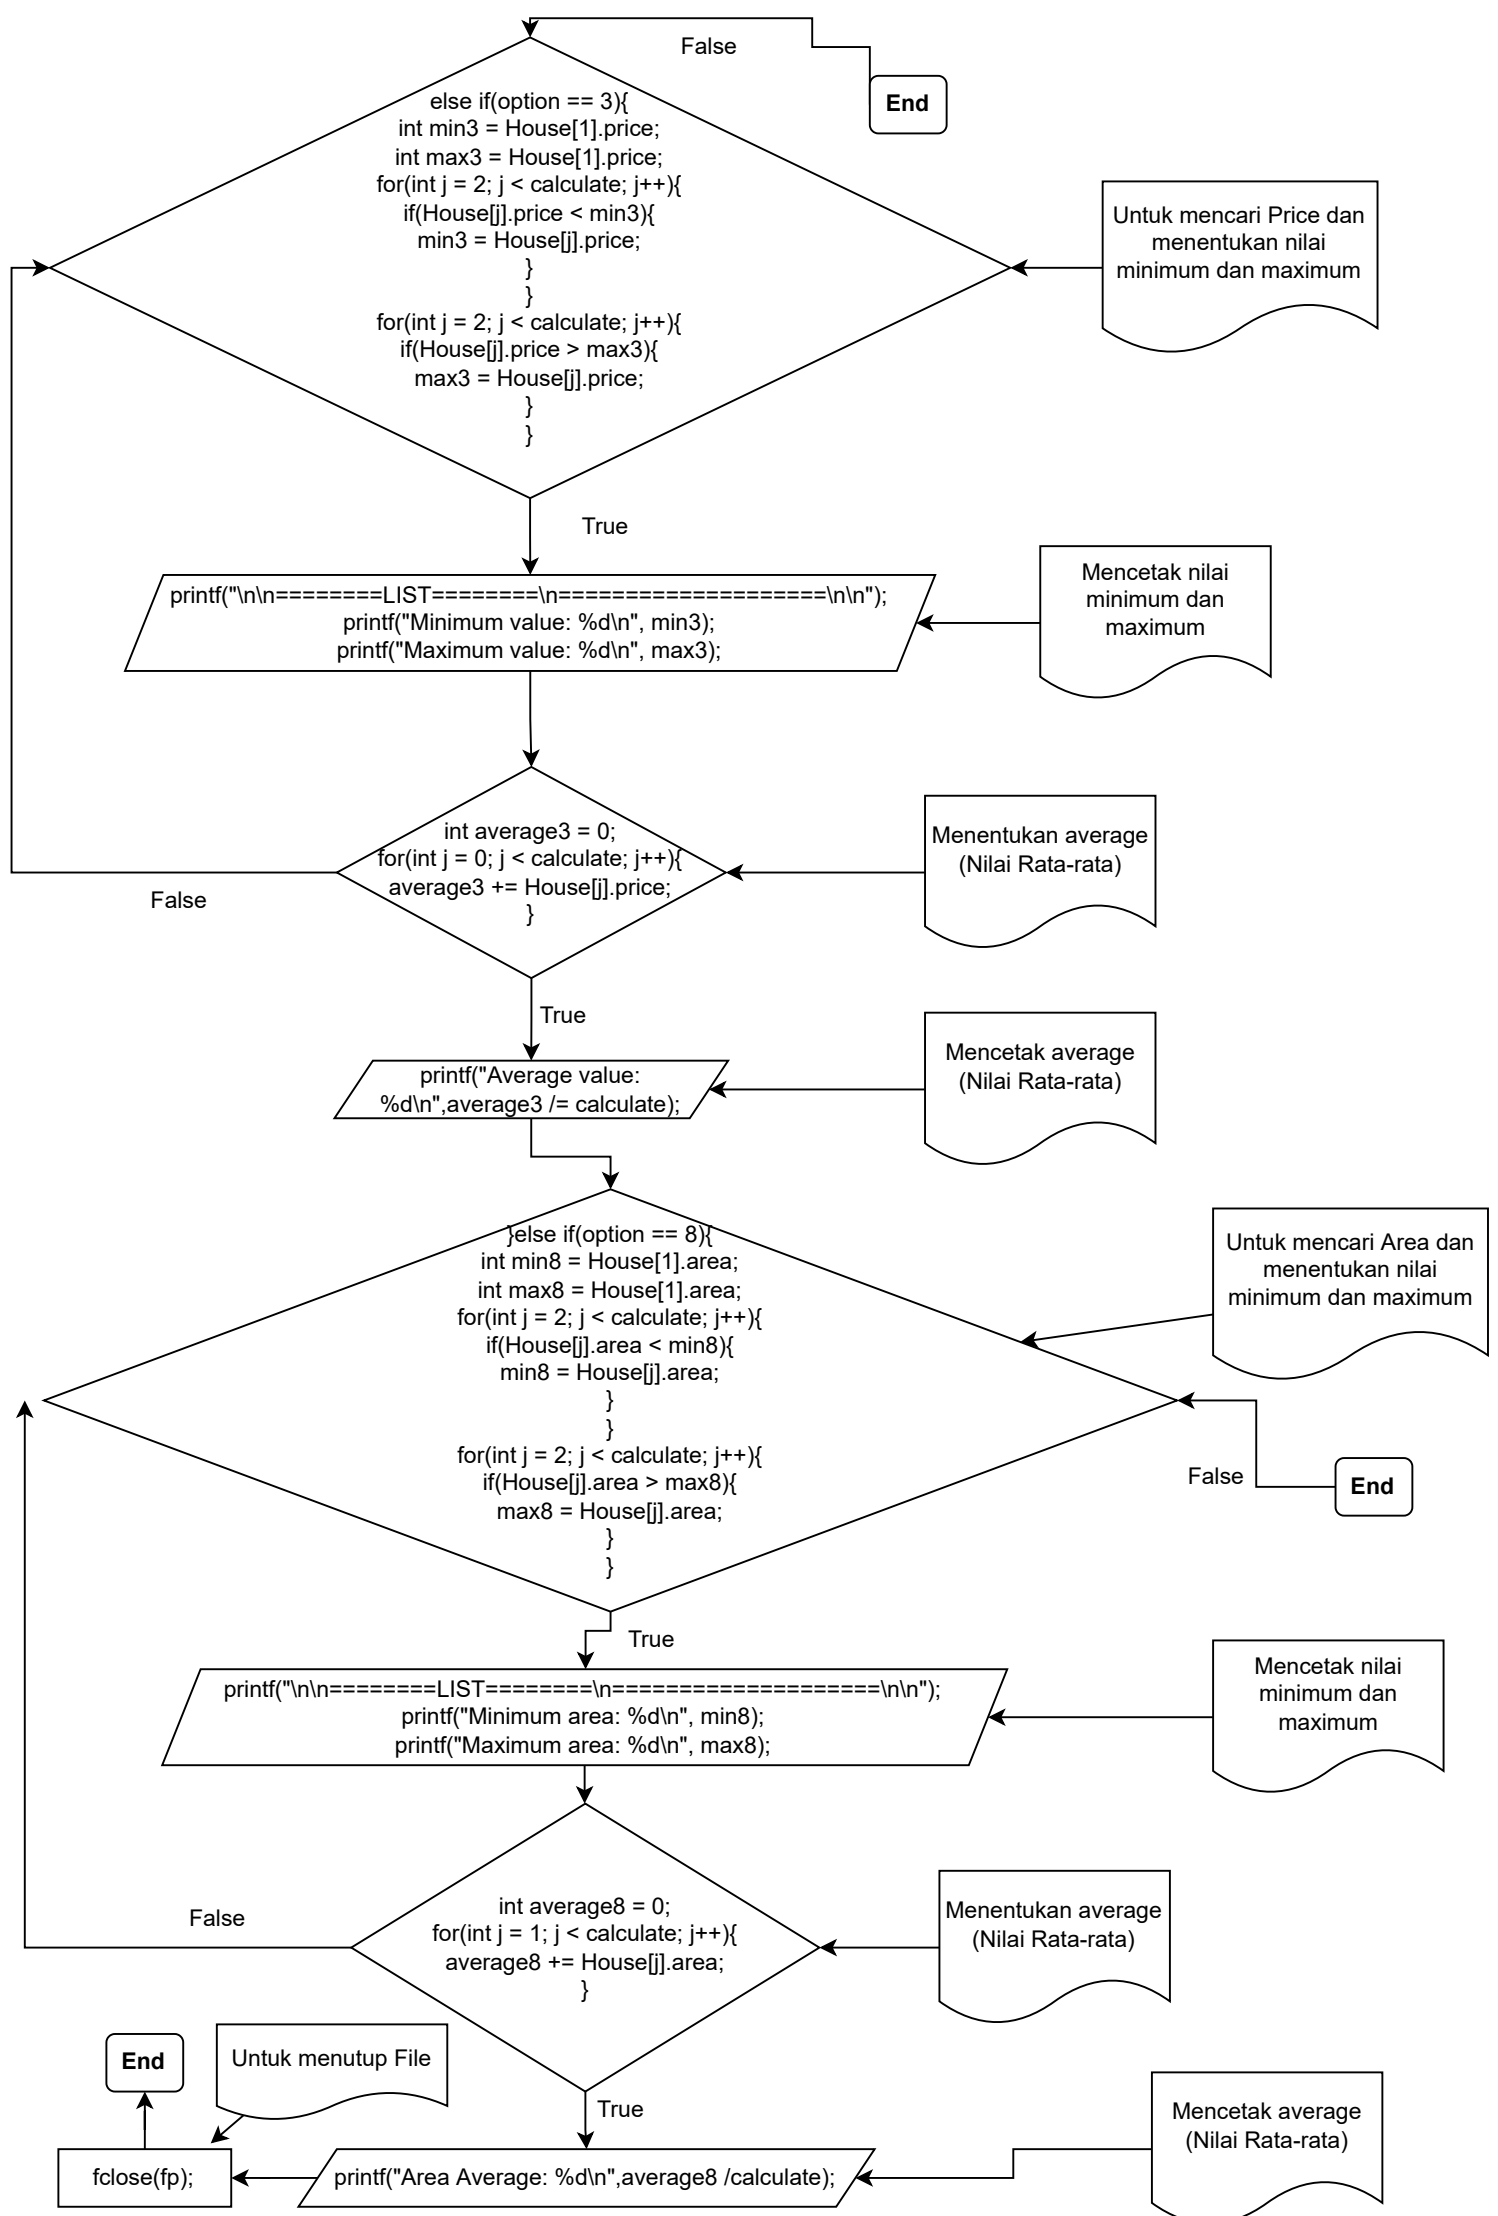 False
End
else if(option == 3){
int min3 = House[1].price;
int max3 = House[1].price;
for(int j = 2; j < calculate; j++){
if(House[j].price < min3){
min3 = House[j].price;
}
}
for(int j = 2; j < calculate; j++){
if(House[j].price > max3){
max3 = House[j].price;
}
}
Untuk mencari Price dan
menentukan nilai
minimum dan maximum
True
printf("\n\n========LIST========\n====================\n\n");
printf("Minimum value: %d\n", min3);
printf("Maximum value: %d\n", max3);
Mencetak nilai
minimum dan
maximum
int average3 = 0;
for(int j = 0; j < calculate; j++){
average3 += House[j].price;
}
Menentukan average
(Nilai Rata-rata)
False
True
printf("Average value:
%d\n",average3 /= calculate);
Mencetak average
(Nilai Rata-rata)
}else if(option == 8){
int min8 = House[1].area;
int max8 = House[1].area;
for(int j = 2; j < calculate; j++){
if(House[j].area < min8){
min8 = House[j].area;
}
}
for(int j = 2; j < calculate; j++){
if(House[j].area > max8){
max8 = House[j].area;
}
}
Untuk mencari Area dan
menentukan nilai
minimum dan maximum
False
End
True
printf("\n\n========LIST========\n====================\n\n");
printf("Minimum area: %d\n", min8);
printf("Maximum area: %d\n", max8);
Mencetak nilai
minimum dan
maximum
int average8 = 0;
for(int j = 1; j < calculate; j++){
average8 += House[j].area;
}
Menentukan average
(Nilai Rata-rata)
False
End
Untuk menutup File
True
fclose(fp);
printf("Area Average: %d\n",average8 /calculate);
Mencetak average
(Nilai Rata-rata)